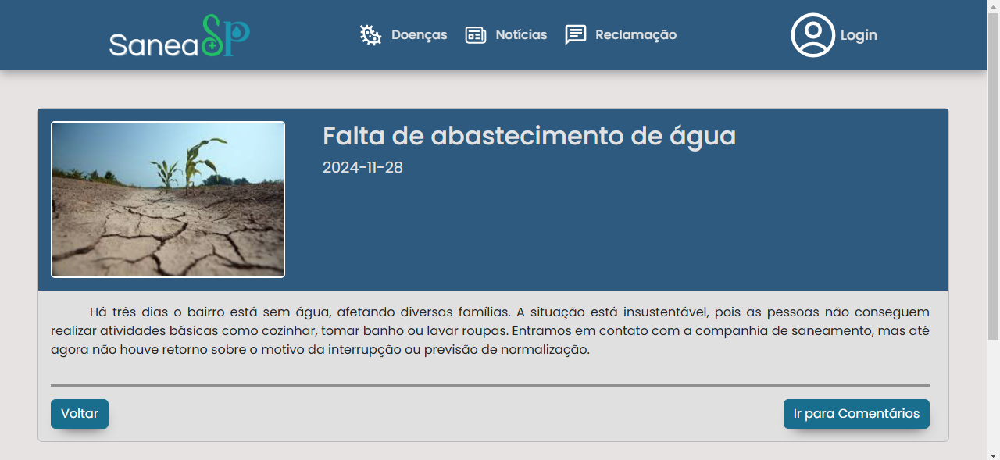 SaneaSP
Doenças
Notícias
Reclamação
Login
Falta de abastecimento de água
2024-11-28
Há três dias o bairro está sem água, afetando diversas famílias. A situação está insustentável, pois as pessoas não conseguem
realizar atividades básicas como cozinhar, tomar banho ou lavar roupas. Entramos em contato com a companhia de saneamento, mas até
agora não houve retorno sobre o motivo da interrupção ou previsão de normalização.
Voltar
Ir para Comentários